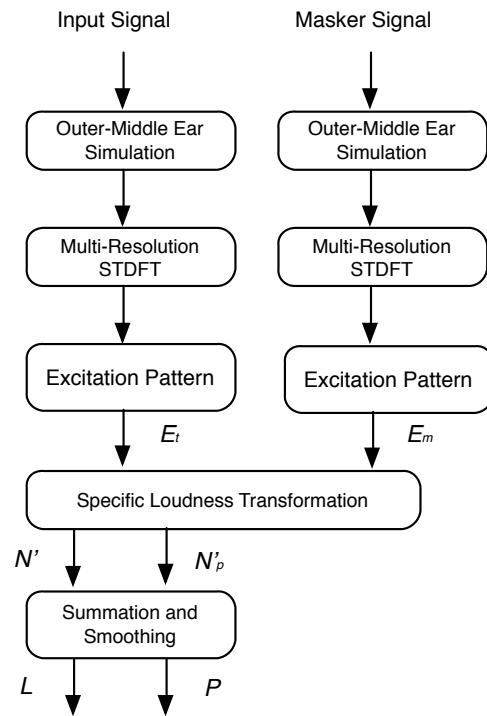 Input Signal
Masker Signal
Outer-Middle Ear
Simulation
Outer-Middle Ear
Simulation
Multi-Resolution
STDFT
Multi-Resolution
STDFT
Excitation Pattern
Excitation Pattern
Et
Em
Specific Loudness Transformation
N'
N'p
Summation and
Smoothing
L
P